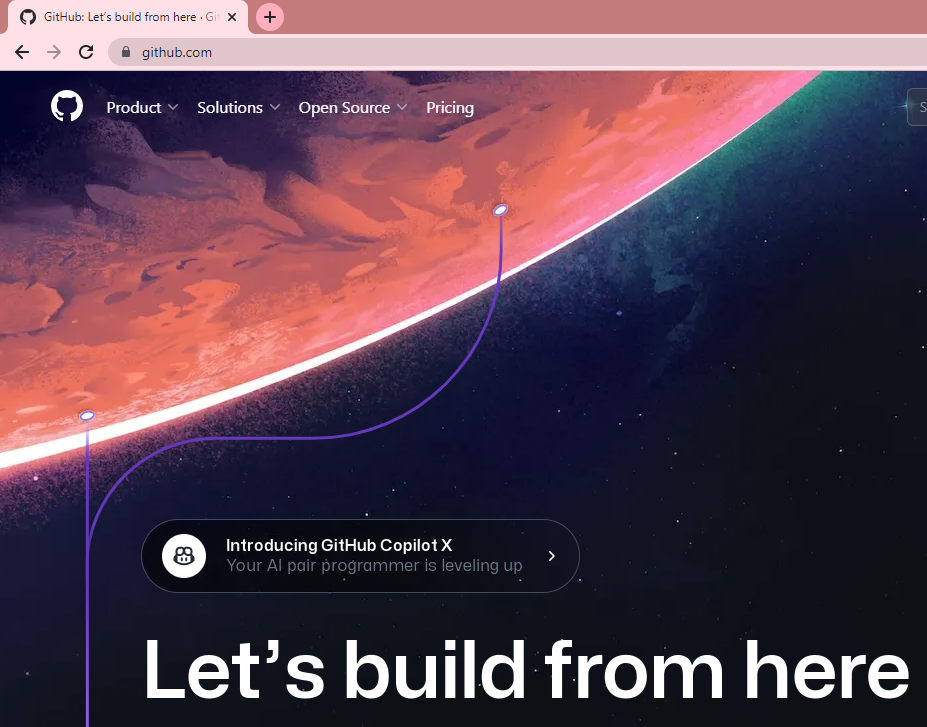 GitHub: Let's build from here · Git
github.com
Product Solutions Open Source Pricing
Introducing GitHub Copilot X
Your AI pair programmer is leveling up
Let’s build from here